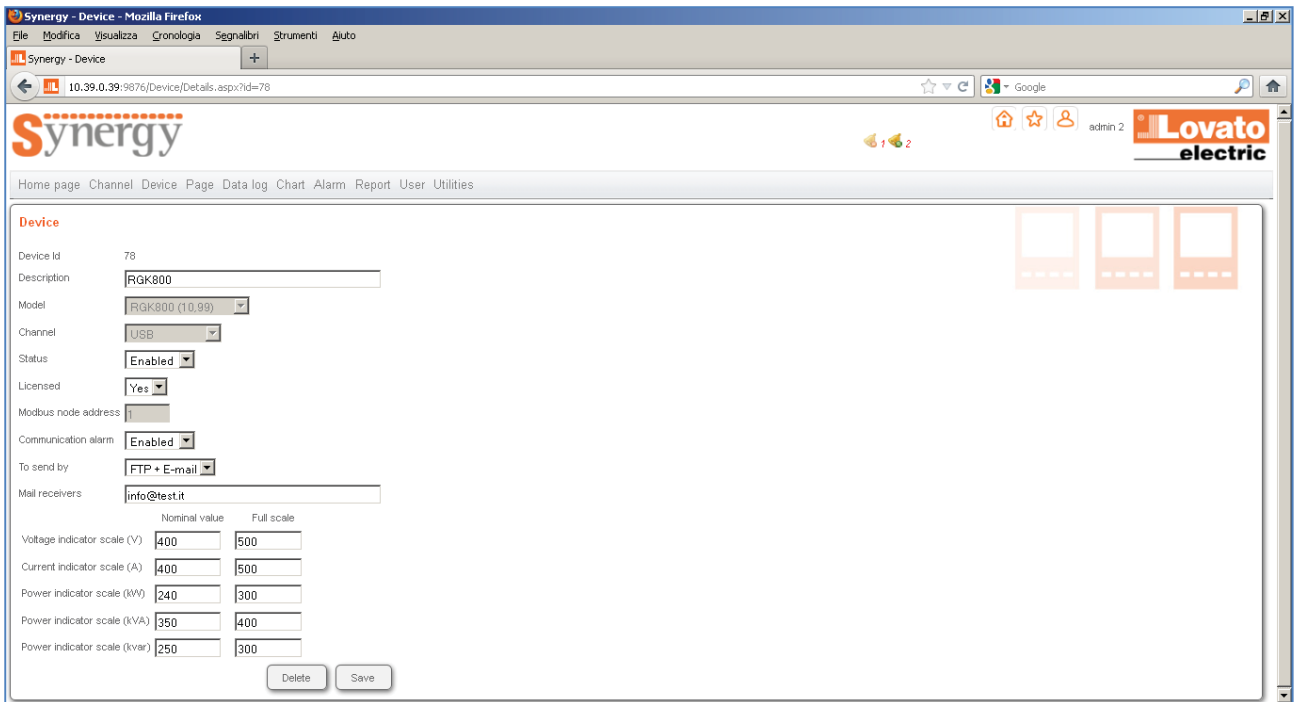 Synergy - Device - Mozilla Firefox
File Modifica Visualizza Cronologia Segnalibri Strumenti Aiuto
Synergy - Device +
10.39.0.39:9876/Device/Details.aspx?id=78 Google
Synergy 1 2 admin 2 Lovato electric
Home page Channel Device Page Data log Chart Alarm Report User Utilities
Device
Device Id 78
Description RGK800
Model RGK800 (10,99)
Channel USB
Status Enabled
Licensed Yes
Modbus node address 1
Communication alarm Enabled
To send by FTP + E-mail
Mail receivers info@test.it
Nominal value Full scale
Voltage indicator scale (V) 400 500
Current indicator scale (A) 400 500
Power indicator scale (kW) 240 300
Power indicator scale (kVA) 350 400
Power indicator scale (kvar) 250 300
Delete Save